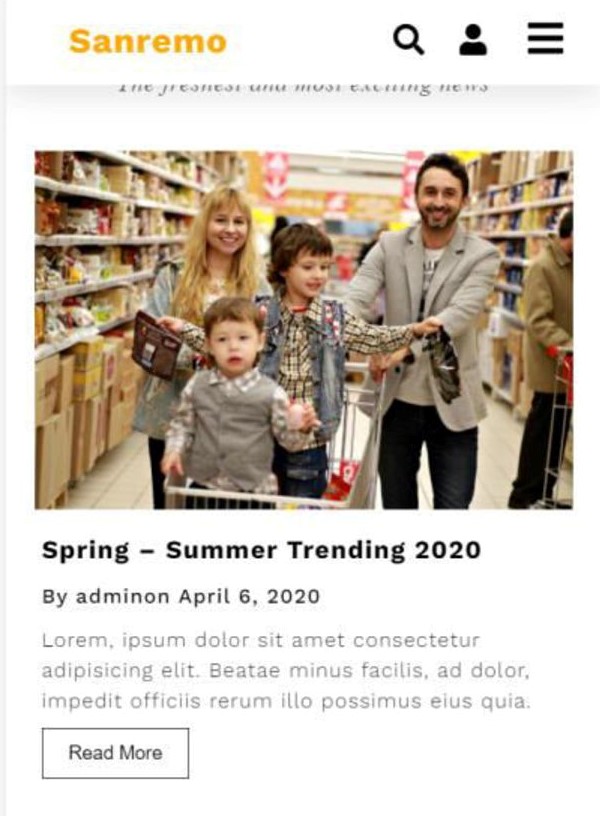 Sanremo
The freshest and most exciting news
Spring – Summer Trending 2020
By adminon April 6, 2020
Lorem, ipsum dolor sit amet consectetur
adipisicing elit. Beatae minus facilis, ad dolor,
impedit officiis rerum illo possimus eius quia.
Read More